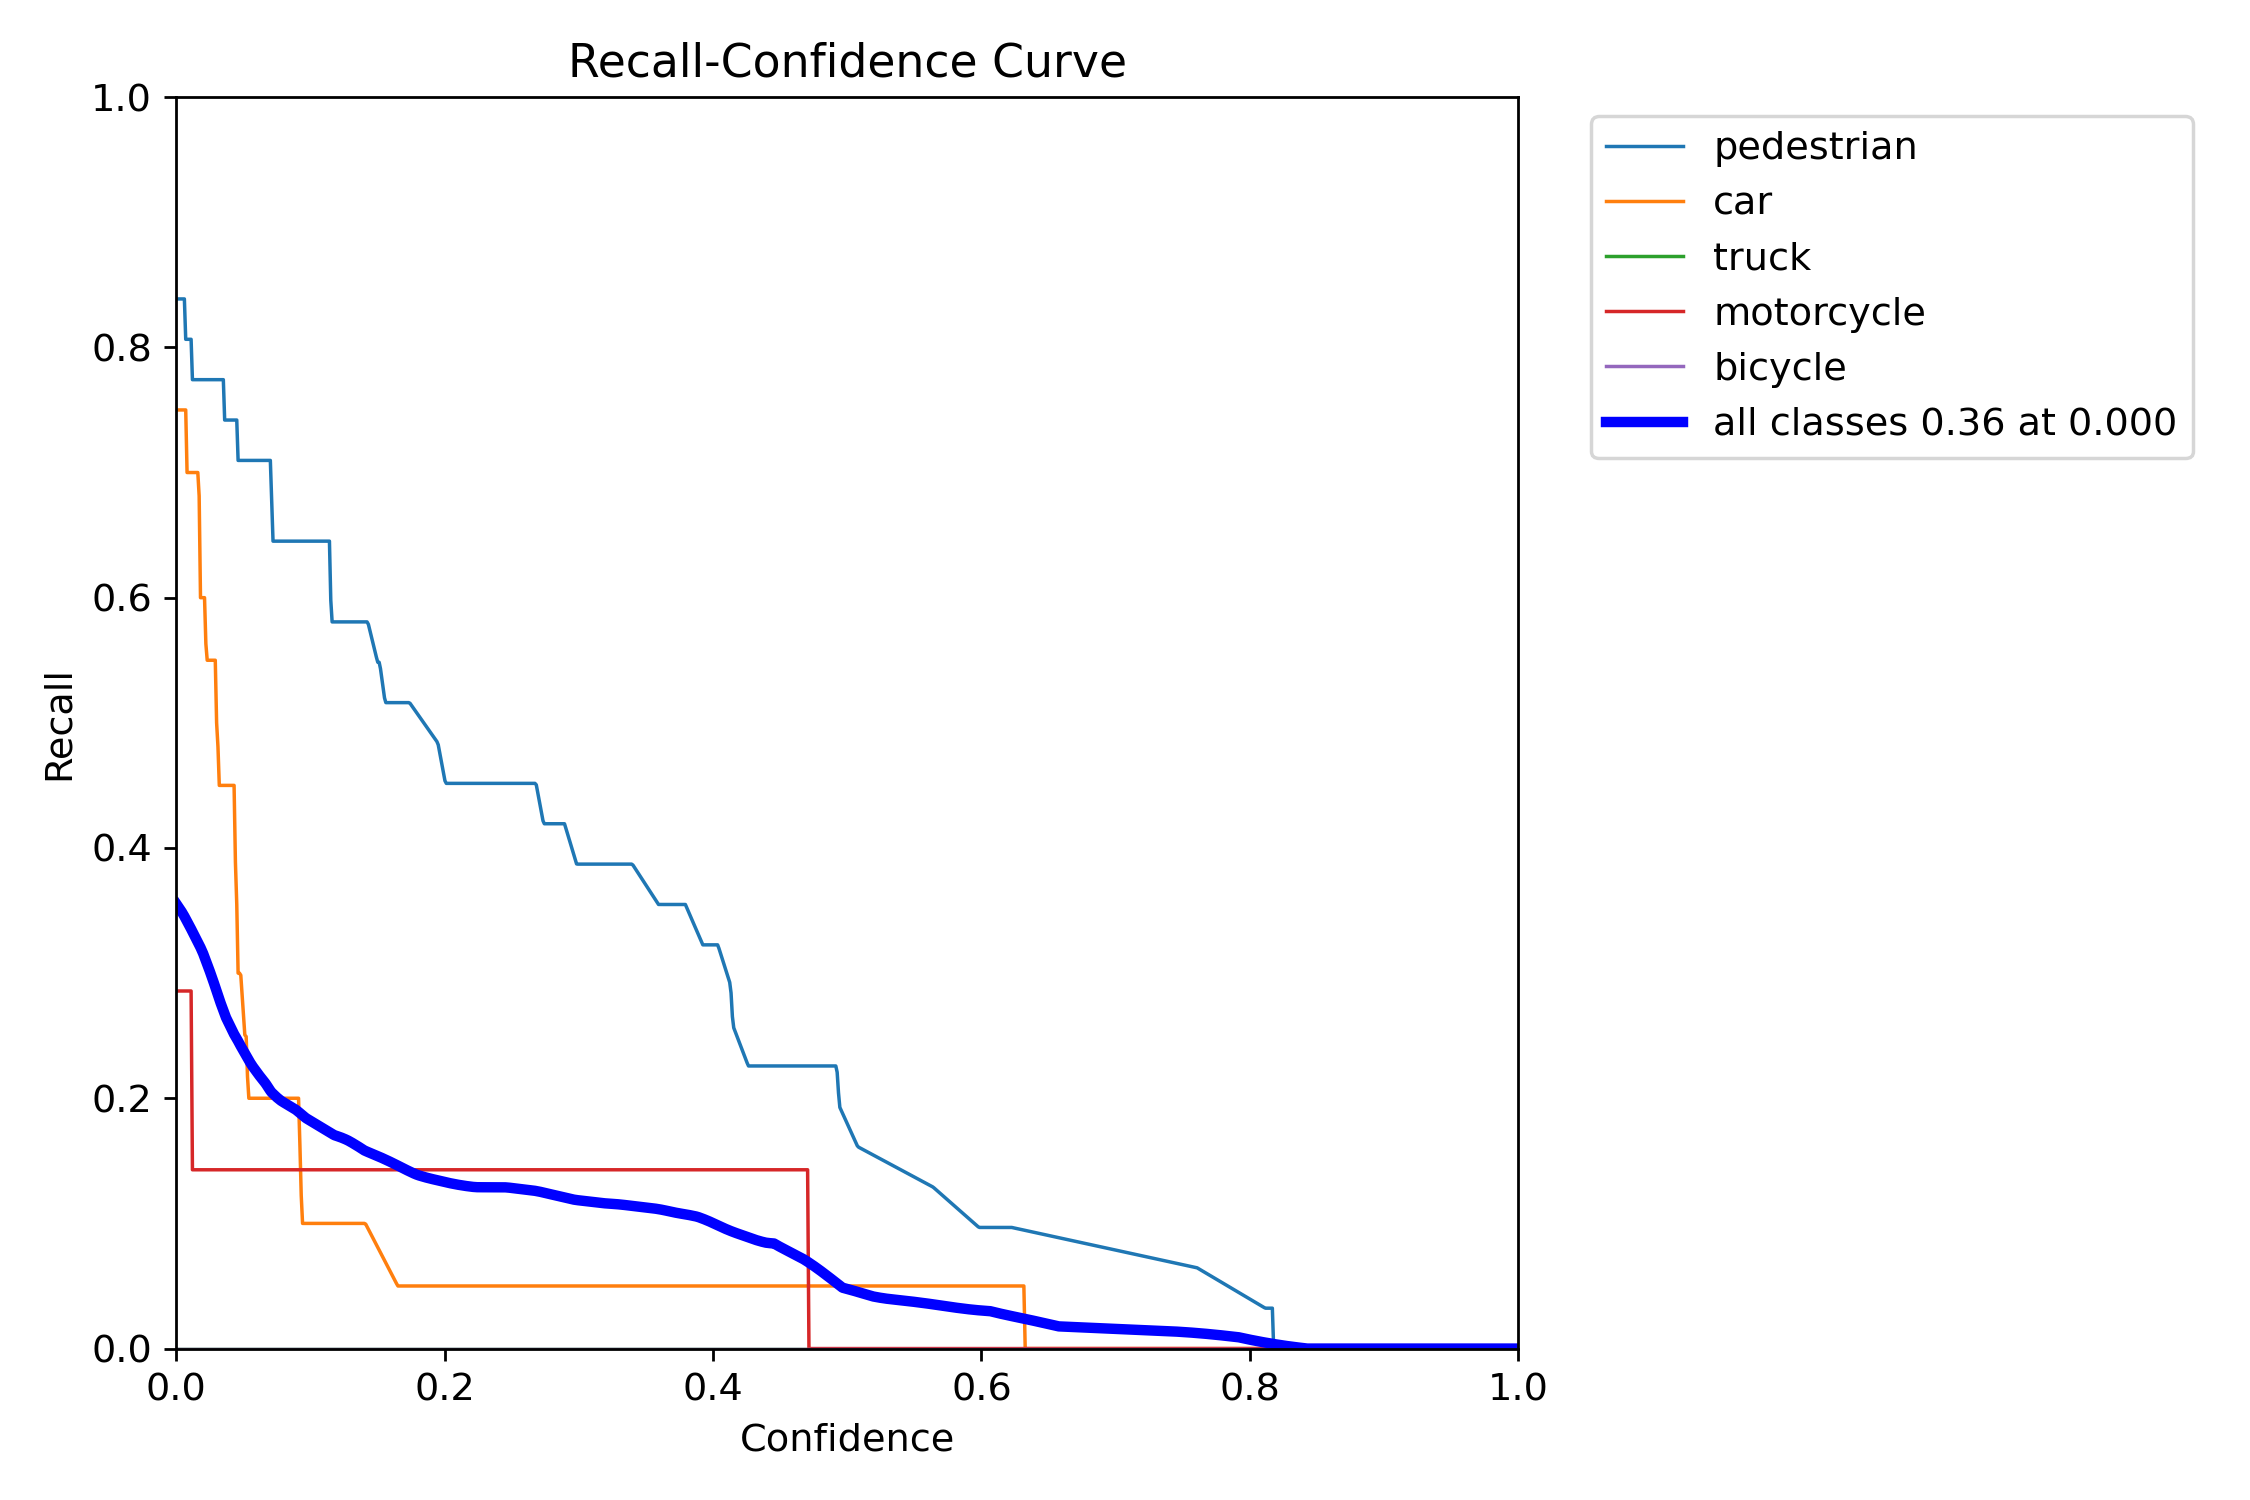 Recall-Confidence Curve
1.0
0.8
0.6
0.4
0.2
0.0
Recall
0.0 0.2 0.4 0.6 0.8 1.0
Confidence
pedestrian
car
truck
motorcycle
bicycle
all classes 0.36 at 0.000